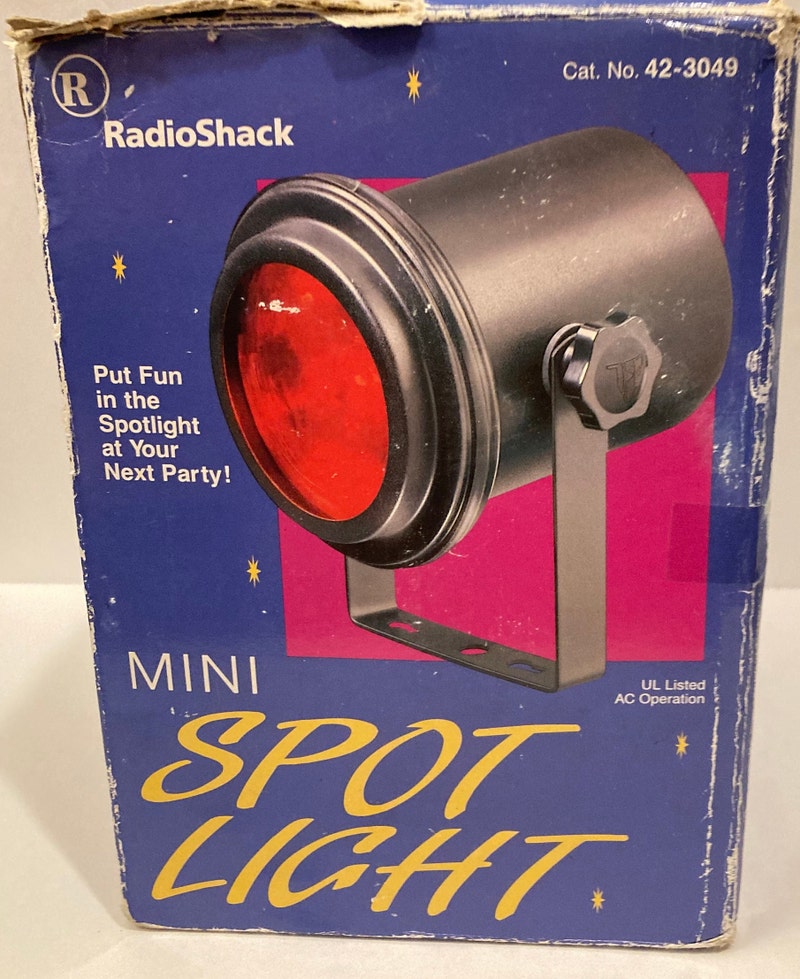 R
RadioShack
Cat. No. 42-3049
Put Fun
in the
Spotlight
at Your
Next Party!
MINI
SPOT
LIGHT
UL Listed
AC Operation